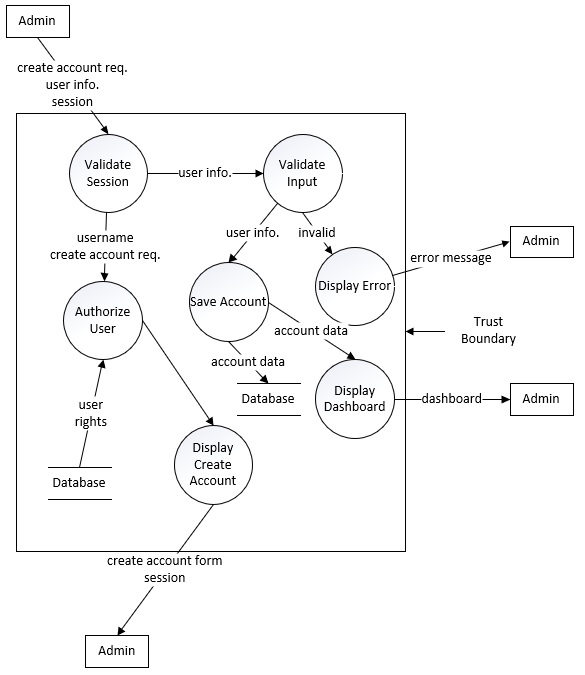 Admin
create account req.
user info.
session
Validate
Session
user info.
Validate
Input
username
create account req.
user info.
invalid
error message
Admin
Authorize
User
Save Account
Display Error
account data
Trust
Boundary
account data
Database
Display
Dashboard
dashboard
Admin
user
rights
Database
Display
Create
Account
create account form
session
Admin